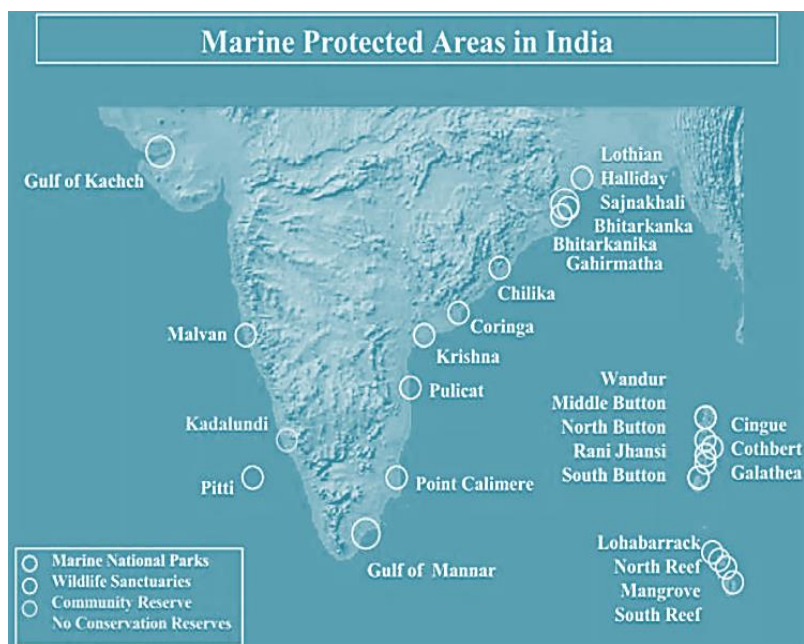 Marine Protected Areas in India
Gulf of Kachch
Lothian
Halliday
Sajnakhali
Bhitarkanka
Bhitarkanika
Gahirmatha
Chilika
Coringa
Malvan
Krishna
Pulicat
Kadalundi
Pitti
Point Calimere
Gulf of Mannar
Wandur
Middle Button
North Button
Rani Jhansi
South Button
Cingue
Cothbert
Galathea
Lohabarrack
North Reef
Mangrove
South Reef
Marine National Parks
Wildlife Sanctuaries
Community Reserve
No Conservation Reserves